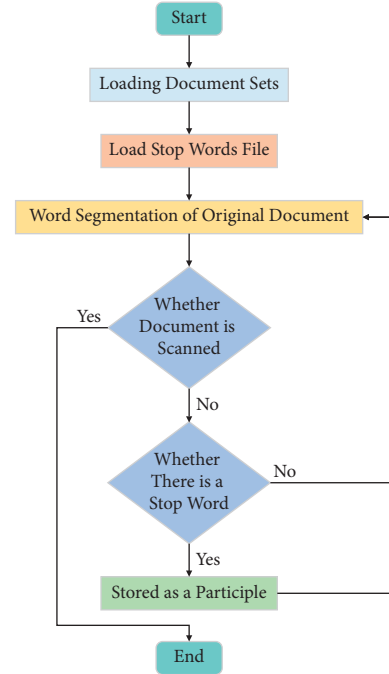 Start
Loading Document Sets
Load Stop Words File
Word Segmentation of Original Document
Whether
Document is
Scanned
Yes
No
Whether
There is a
Stop Word
No
Yes
Stored as a Participle
End